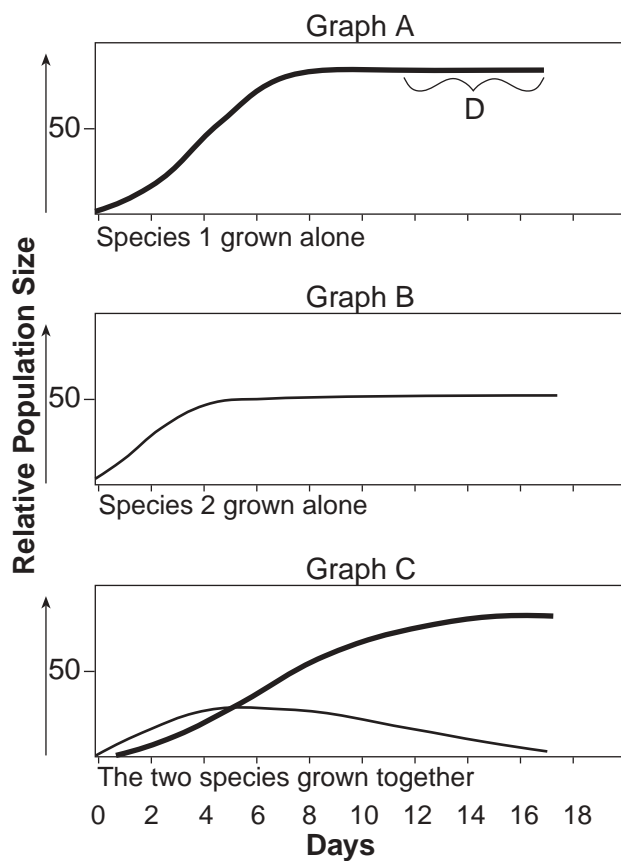 Graph A
50
D
Species 1 grown alone
Relative Population Size
Graph B
50
Species 2 grown alone
Graph C
50
The two species grown together
0 2 4 6 8 10 12 14 16 18
Days